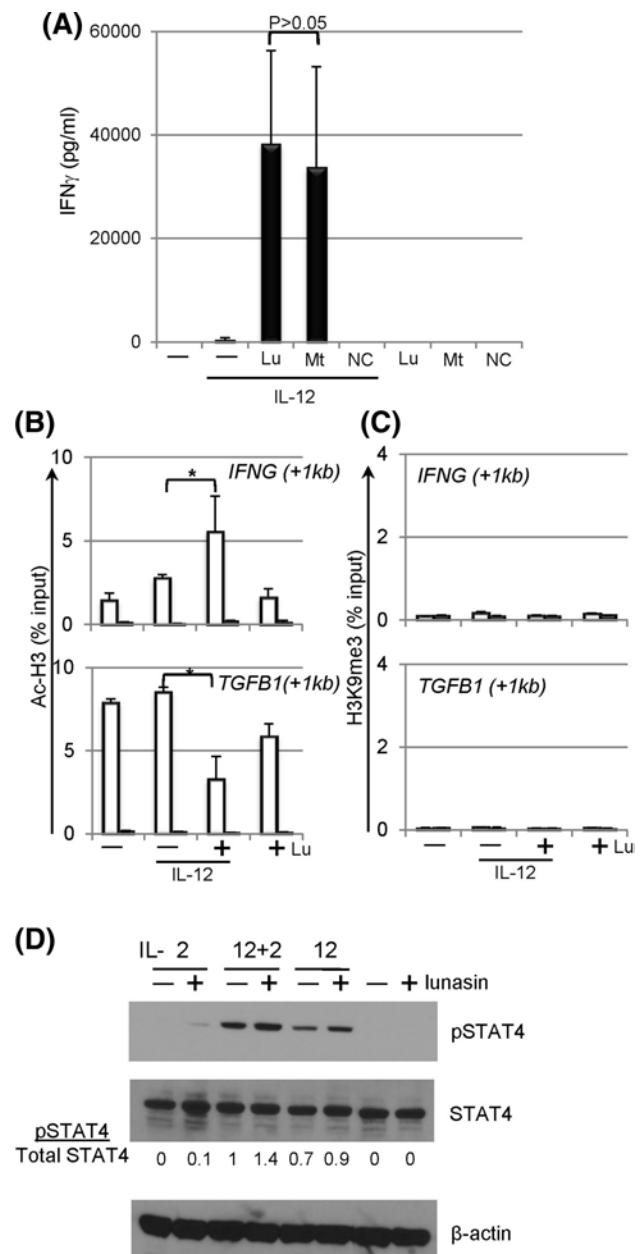 (A)
P>0.05
60000
40000
20000
0
IFNγ (pg/ml)
— — Lu Mt NC Lu Mt NC
IL-12
(B)
10
5
0
IFNG (+1kb)
*
10
5
0
TGFB1(+1kb)
*
Ac-H3 (% input)
— — + + Lu
IL-12
(C)
4
2
0
IFNG (+1kb)
4
2
0
TGFB1 (+1kb)
H3K9me3 (% input)
— — + + Lu
IL-12
(D)
IL- 2 12+2 12
— + — + — + — + lunasin
pSTAT4
STAT4
pSTAT4
Total STAT4 0 0.1 1 1.4 0.7 0.9 0 0
β-actin